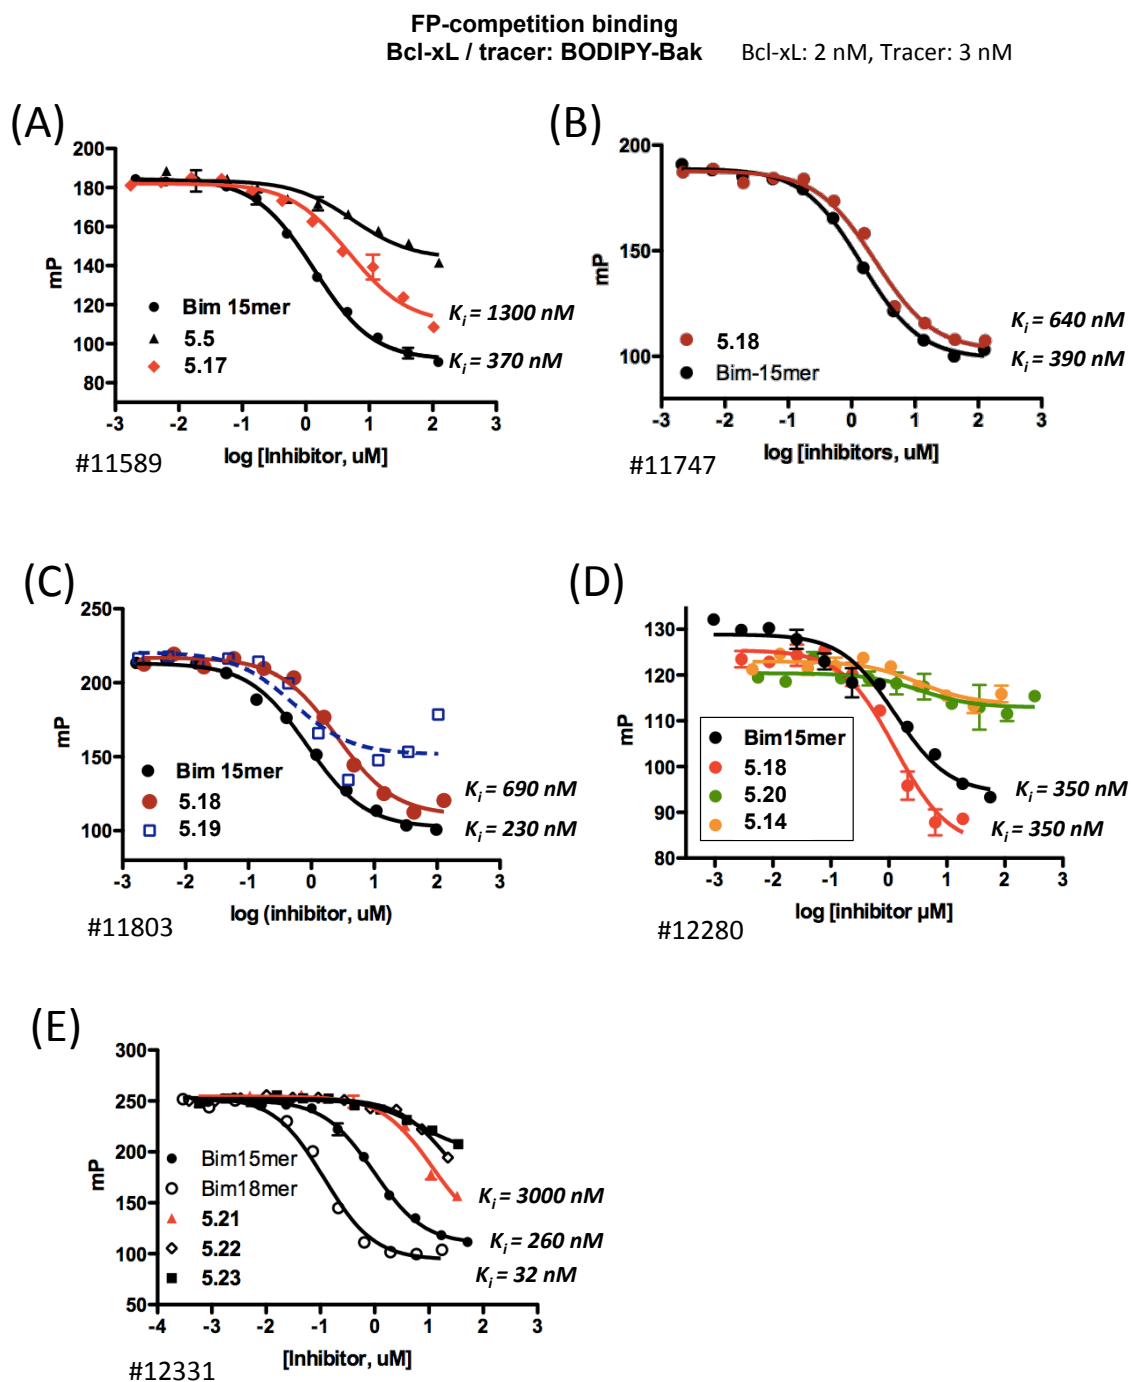 FP-competition binding
Bcl-xL / tracer: BODIPY-Bak Bcl-xL: 2 nM, Tracer: 3 nM
(A)
200
180
160
140
120
100
80
mP
-3 -2 -1 0 1 2 3
log [Inhibitor, uM]
Bim 15mer
5.5
5.17
Ki = 1300 nM
Ki = 370 nM
#11589
(B)
200
150
100
mP
-3 -2 -1 0 1 2 3
log [inhibitors, uM]
5.18
Bim-15mer
Ki = 640 nM
Ki = 390 nM
#11747
(C)
250
200
150
100
mP
-3 -2 -1 0 1 2 3
log (inhibitor, uM)
Bim 15mer
5.18
5.19
Ki = 690 nM
Ki = 230 nM
#11803
(D)
130
120
110
100
90
80
mP
-3 -2 -1 0 1 2 3
log [inhibitor µM]
Bim15mer
5.18
5.20
5.14
Ki = 350 nM
Ki = 350 nM
#12280
(E)
300
250
200
150
100
50
mP
-4 -3 -2 -1 0 1 2 3
[Inhibitor, uM]
Bim15mer
Bim18mer
5.21
5.22
5.23
Ki = 3000 nM
Ki = 260 nM
Ki = 32 nM
#12331